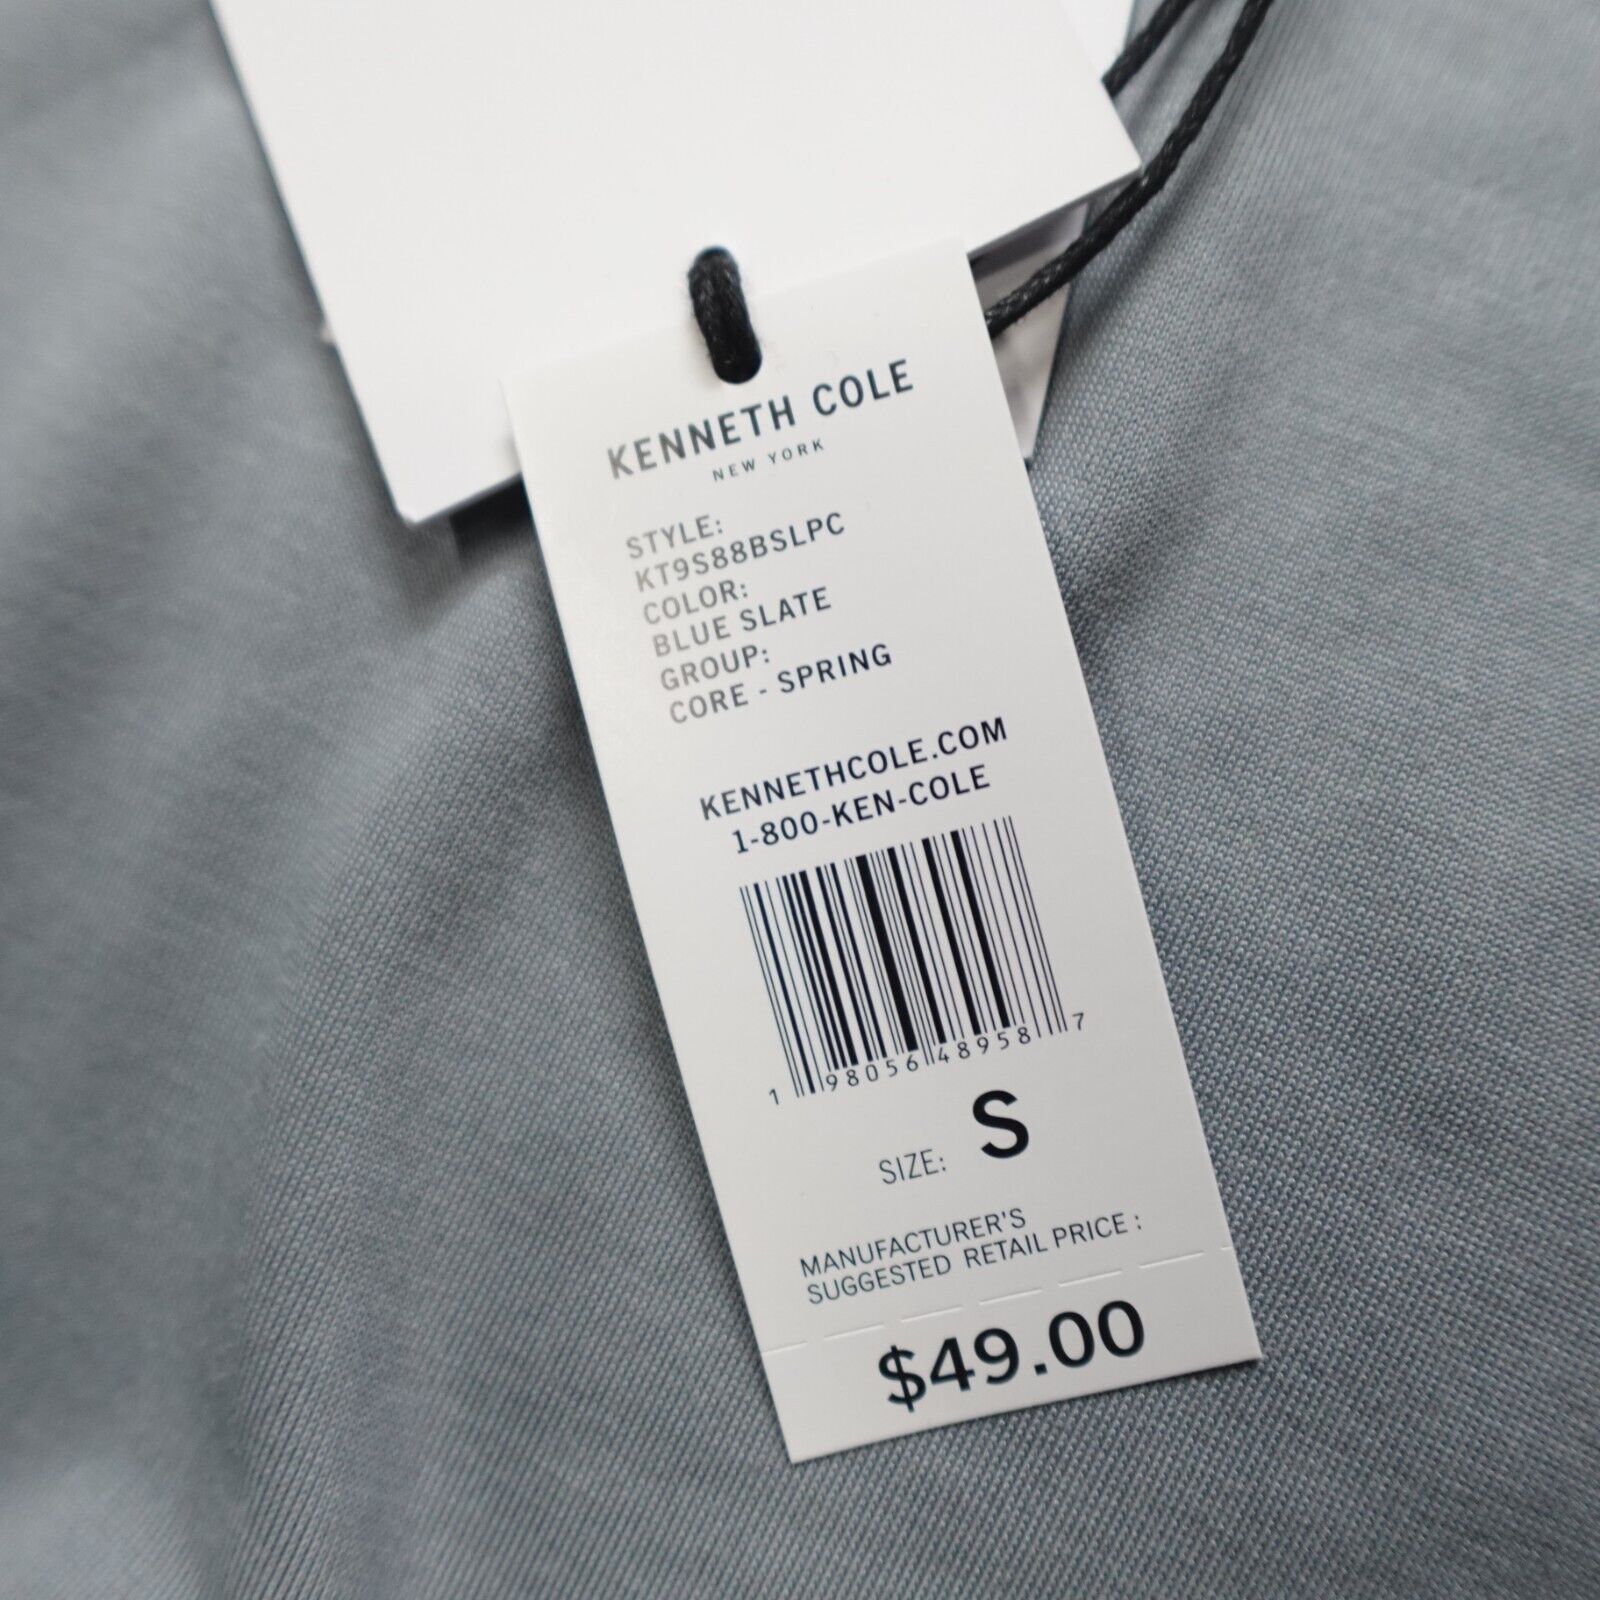 KENNETH COLE
NEW YORK
STYLE:
KT9S88BSLPC
COLOR:
BLUE SLATE
GROUP:
CORE - SPRING
KENNETHCOLE.COM
1-800-KEN-COLE
1 98056 48958 7
SIZE: S
MANUFACTURER'S
SUGGESTED RETAIL PRICE :
$49.00